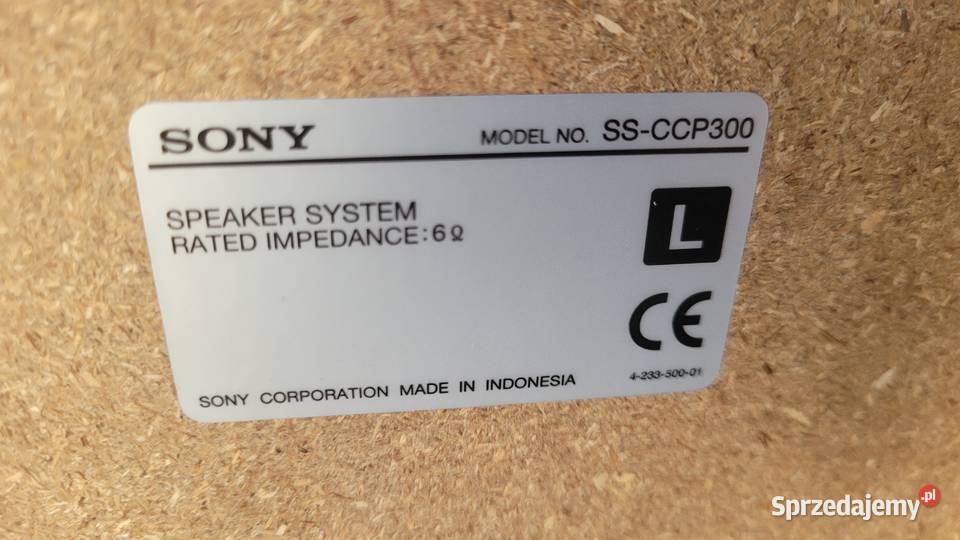 SONY MODEL NO. SS-CCP300
SPEAKER SYSTEM
RATED IMPEDANCE:6Ω
L
CE
4-233-500-01
SONY CORPORATION MADE IN INDONESIA
Sprzedajemy.pl